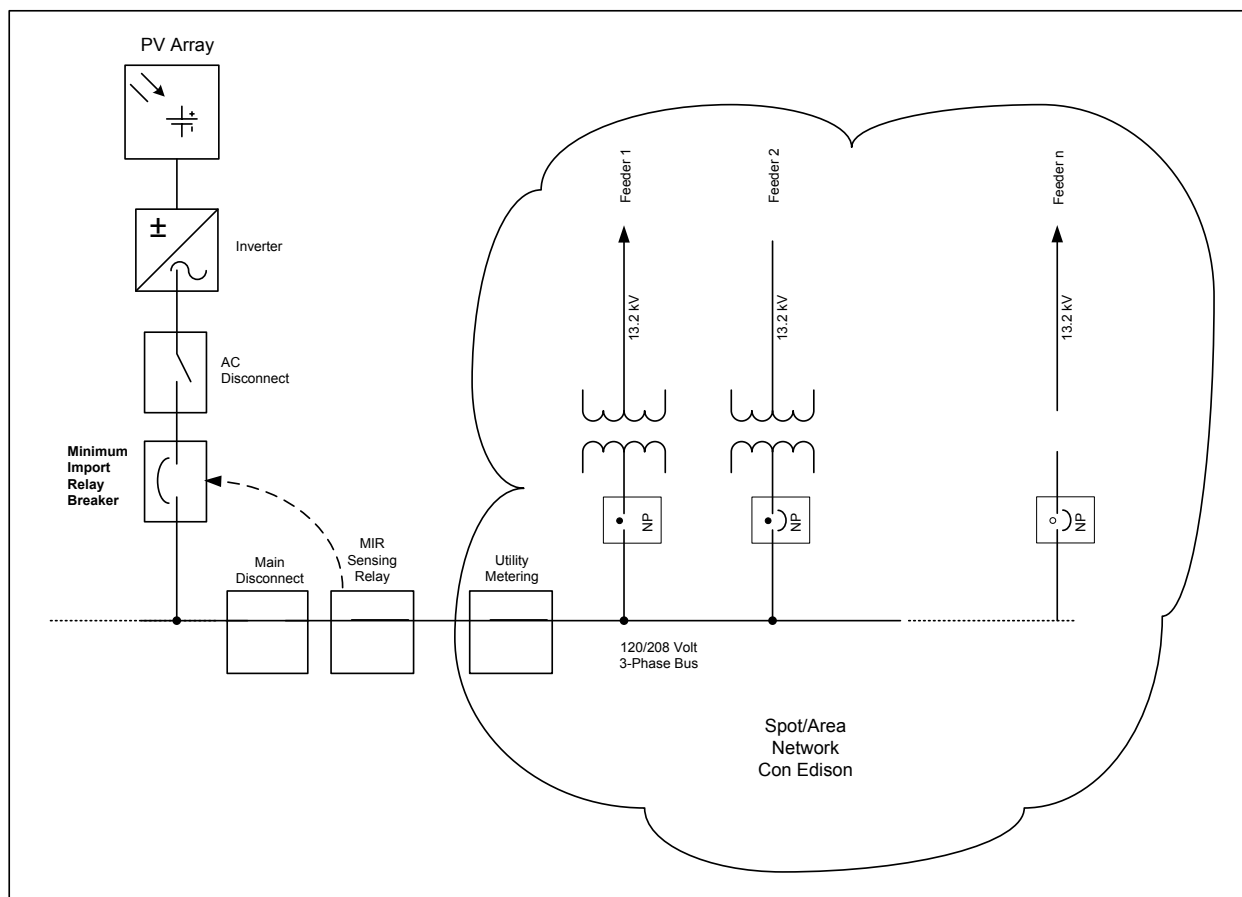 PV Array
Inverter
AC
Disconnect
Minimum
Import
Relay
Breaker
Main
Disconnect
MIR
Sensing
Relay
Utility
Metering
Feeder 1
Feeder 2
Feeder n
13.2 kV
13.2 kV
13.2 kV
NP
NP
NP
120/208 Volt
3-Phase Bus
Spot/Area
Network
Con Edison